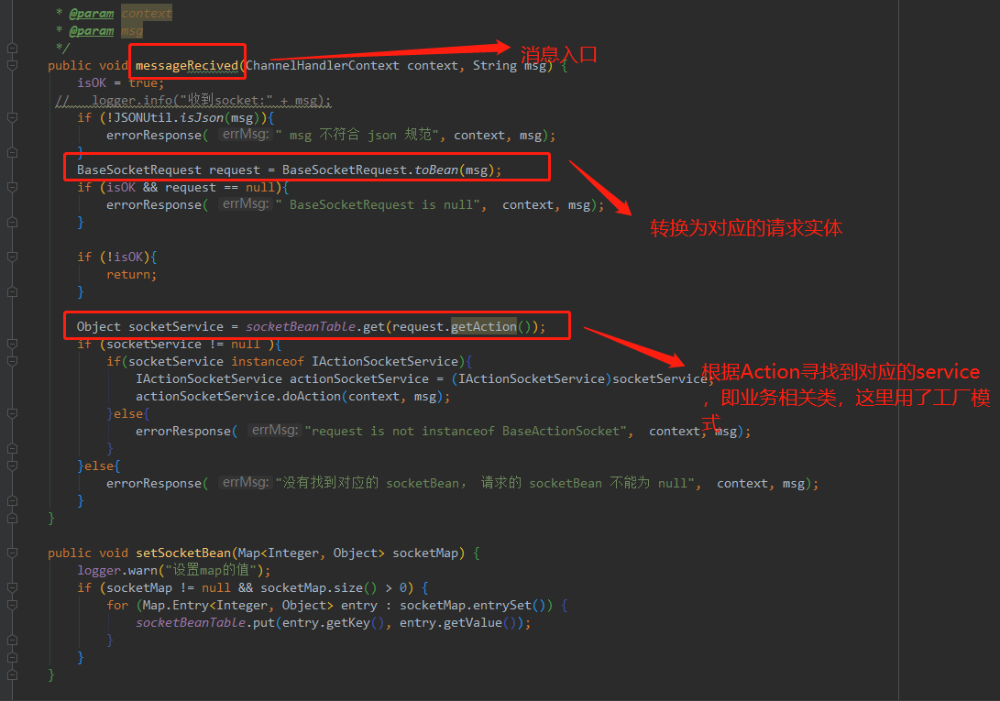 * @param context
* @param msg
*/
public void messageRecived(ChannelHandlerContext context, String msg) {
消息入口
isOK = true;
// logger.info("收到socket:" + msg);
if (!JSONUtil.isJson(msg)){
errorResponse( errMsg: " msg 不符合 json 规范", context, msg);
}
BaseSocketRequest request = BaseSocketRequest.toBean(msg);
if (isOK && request == null){
errorResponse( errMsg: " BaseSocketRequest is null", context, msg);
}
转换为对应的请求实体
if (!isOK){
return;
}
Object socketService = socketBeanTable.get(request.getAction());
if (socketService != null ){
if(socketService instanceof IActionSocketService){
IActionSocketService actionSocketService = (IActionSocketService)socketService;
actionSocketService.doAction(context, msg);
根据Action寻找到对应的service
，即业务相关类，这里用了工厂模
式
}else{
errorResponse( errMsg: "request is not instanceof BaseActionSocket", context, msg);
}
}else{
errorResponse( errMsg: "没有找到对应的 socketBean， 请求的 socketBean 不能为 null", context, msg);
}
}
public void setSocketBean(Map<Integer, Object> socketMap) {
logger.warn("设置map的值");
if (socketMap != null && socketMap.size() > 0) {
for (Map.Entry<Integer, Object> entry : socketMap.entrySet()) {
socketBeanTable.put(entry.getKey(), entry.getValue());
}
}
}